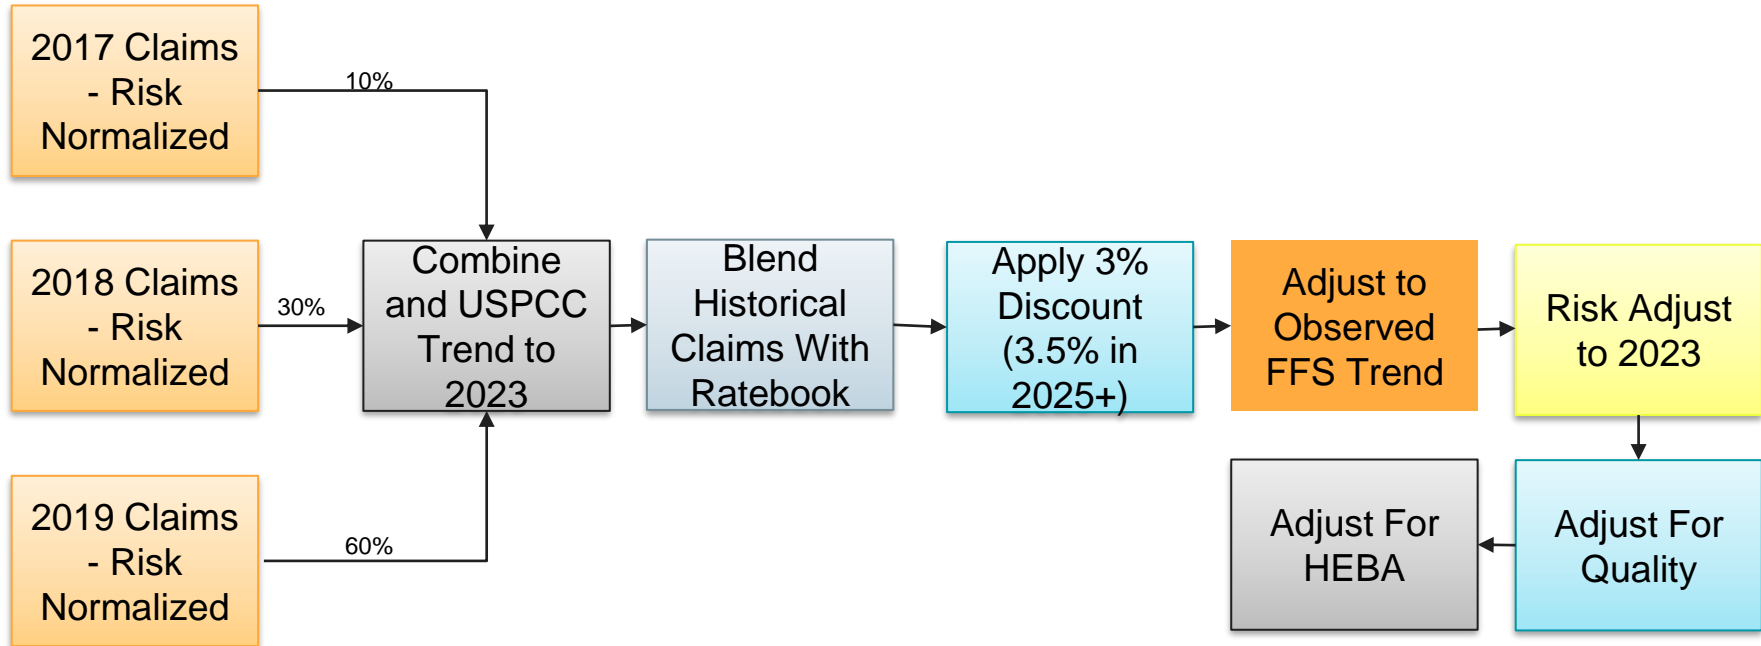 2017 Claims
- Risk
Normalized
10%
2018 Claims
- Risk
Normalized
30%
2019 Claims
- Risk
Normalized
60%
Combine
and USPCC
Trend to
2023
Blend
Historical
Claims With
Ratebook
Apply 3%
Discount
(3.5% in
2025+)
Adjust to
Observed
FFS Trend
Risk Adjust
to 2023
Adjust For
Quality
Adjust For
HEBA